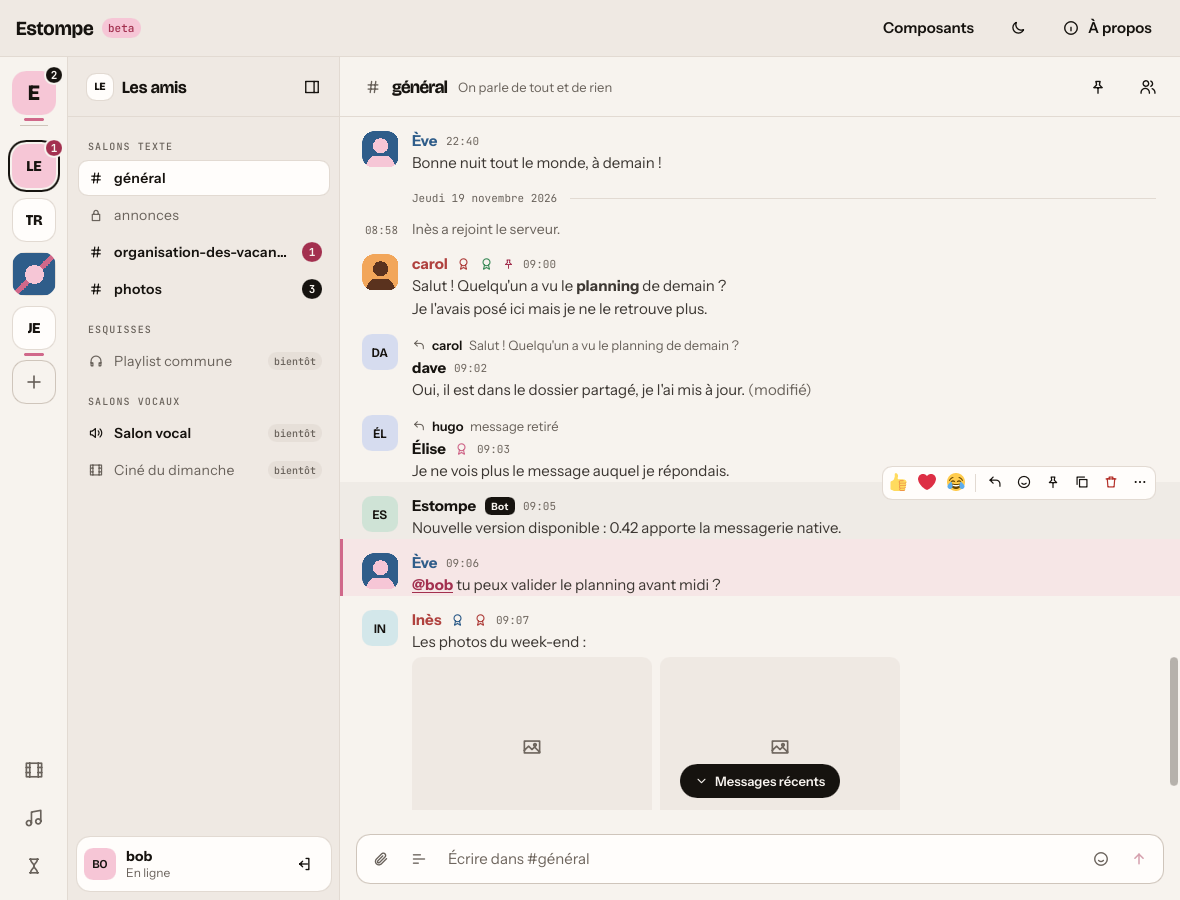 Estompe beta
Composants
À propos
E 2
LE 1
TR
JE
LE Les amis
SALONS TEXTE
# général
annonces
# organisation-des-vacan... 1
# photos 3
ESQUISSES
Playlist commune bientôt
SALONS VOCAUX
Salon vocal bientôt
Ciné du dimanche bientôt
BO bob
En ligne
# général On parle de tout et de rien
Ève 22:40
Bonne nuit tout le monde, à demain !
Jeudi 19 novembre 2026
08:58 Inès a rejoint le serveur.
carol 09:00
Salut ! Quelqu'un a vu le planning de demain ?
Je l'avais posé ici mais je ne le retrouve plus.
carol Salut ! Quelqu'un a vu le planning de demain ?
DA dave 09:02
Oui, il est dans le dossier partagé, je l'ai mis à jour. (modifié)
hugo message retiré
ÉL Élise 09:03
Je ne vois plus le message auquel je répondais.
ES Estompe Bot 09:05
Nouvelle version disponible : 0.42 apporte la messagerie native.
Ève 09:06
@bob tu peux valider le planning avant midi ?
IN Inès 09:07
Les photos du week-end :
Messages récents
Écrire dans #général